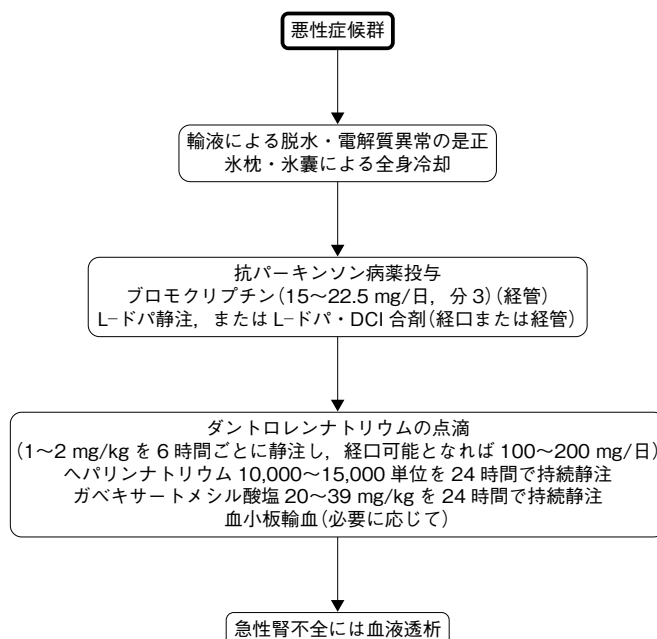 悪性症候群
輸液による脱水・電解質異常の是正
氷枕・氷嚢による全身冷却
抗パーキンソン病薬投与
ブロモクリプチン(15〜22.5 mg/日，分 3)(経管)
L−ドパ静注，または L−ドパ・DCI 合剤(経口または経管)
ダントロレンナトリウムの点滴
(1〜2 mg/kg を 6 時間ごとに静注し，経口可能となれば 100〜200 mg/日)
ヘパリンナトリウム 10,000〜15,000 単位を 24 時間で持続静注
ガベキサートメシル酸塩 20〜39 mg/kg を 24 時間で持続静注
血小板輸血(必要に応じて)
急性腎不全には血液透析